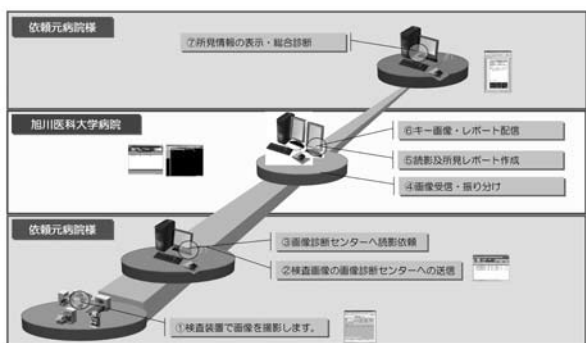 依頼元病院様
⑦所見情報の表示・総合診断
旭川医科大学病院
⑥キー画像・レポート配信
⑤読影及所見レポート作成
④画像受信・振り分け
依頼元病院様
③画像診断センターへ読影依頼
②検査画像の画像診断センターへの送信
①検査装置で画像を撮影します。